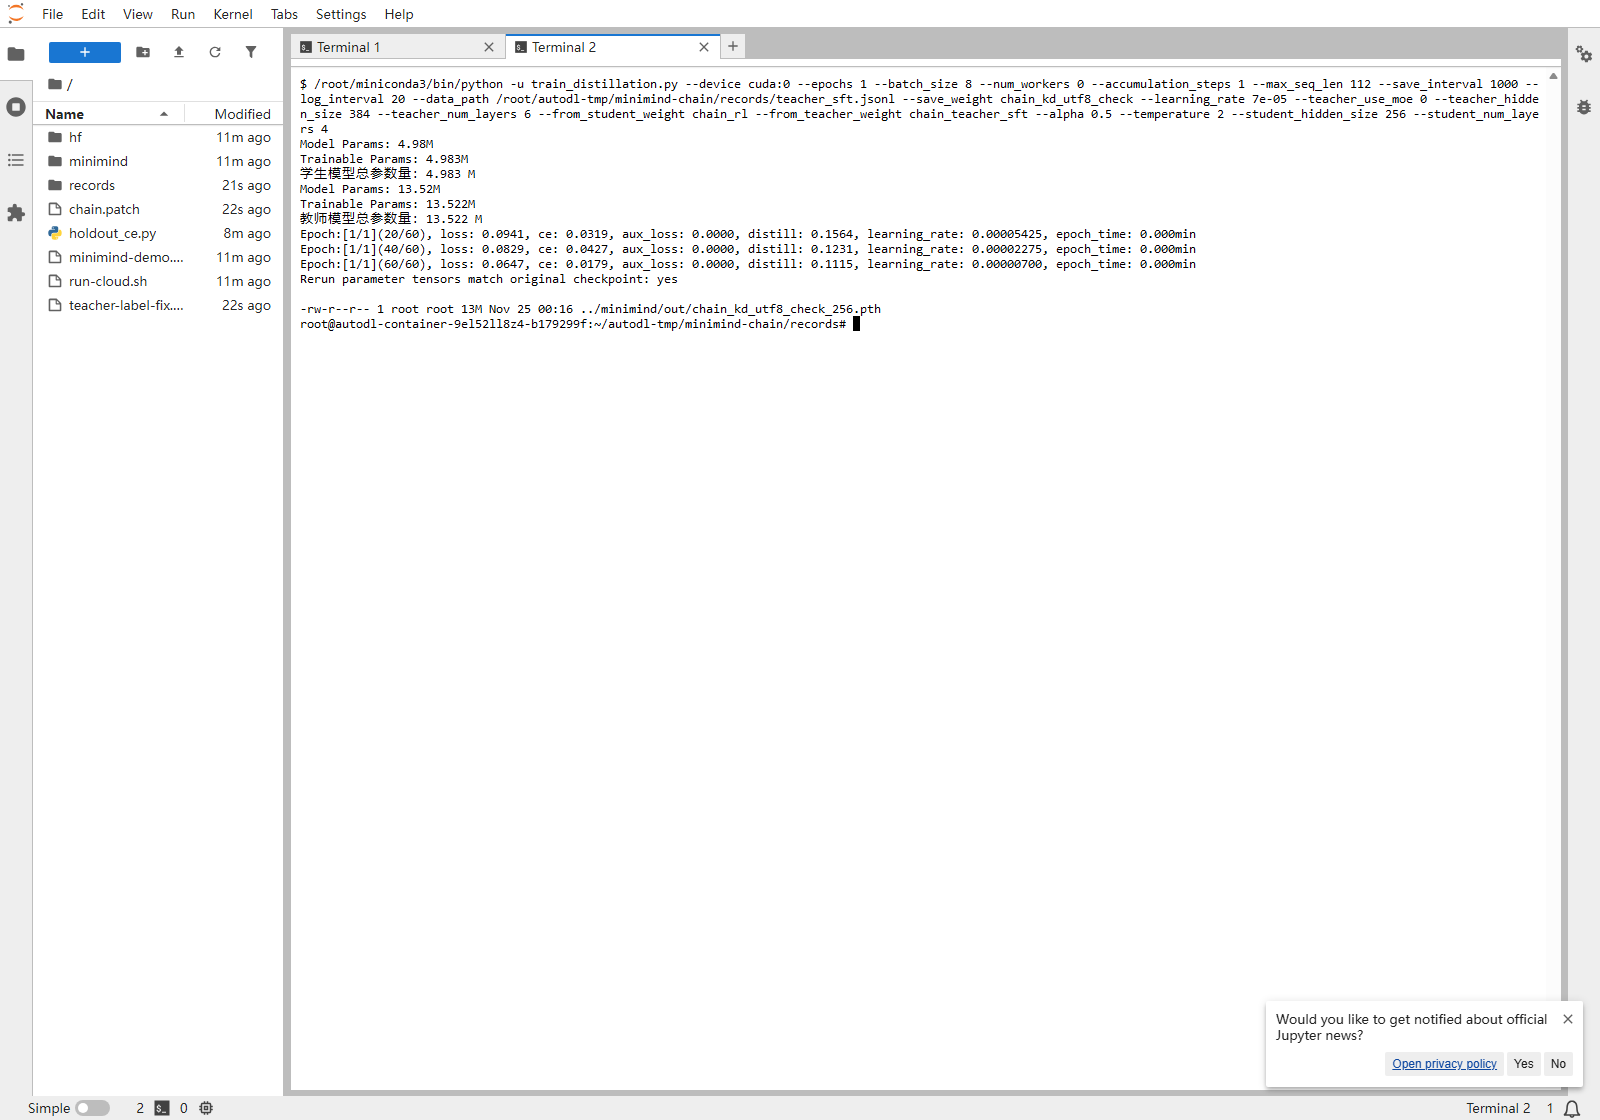 File Edit View Run Kernel Tabs Settings Help
Terminal 1
Terminal 2
/
Name Modified
hf 11m ago
minimind 11m ago
records 21s ago
chain.patch 22s ago
holdout_ce.py 8m ago
minimind-demo.... 11m ago
run-cloud.sh 11m ago
teacher-label-fix.... 22s ago
$ /root/miniconda3/bin/python -u train_distillation.py --device cuda:0 --epochs 1 --batch_size 8 --num_workers 0 --accumulation_steps 1 --max_seq_len 112 --save_interval 1000 --
log_interval 20 --data_path /root/autodl-tmp/minimind-chain/records/teacher_sft.jsonl --save_weight chain_kd_utf8_check --learning_rate 7e-05 --teacher_use_moe 0 --teacher_hidde
n_size 384 --teacher_num_layers 6 --from_student_weight chain_rl --from_teacher_weight chain_teacher_sft --alpha 0.5 --temperature 2 --student_hidden_size 256 --student_num_laye
rs 4
Model Params: 4.98M
Trainable Params: 4.983M
学生模型总参数量: 4.983 M
Model Params: 13.52M
Trainable Params: 13.522M
教师模型总参数量: 13.522 M
Epoch:[1/1](20/60), loss: 0.0941, ce: 0.0319, aux_loss: 0.0000, distill: 0.1564, learning_rate: 0.00005425, epoch_time: 0.000min
Epoch:[1/1](40/60), loss: 0.0829, ce: 0.0427, aux_loss: 0.0000, distill: 0.1231, learning_rate: 0.00002275, epoch_time: 0.000min
Epoch:[1/1](60/60), loss: 0.0647, ce: 0.0179, aux_loss: 0.0000, distill: 0.1115, learning_rate: 0.00000700, epoch_time: 0.000min
Rerun parameter tensors match original checkpoint: yes
-rw-r--r-- 1 root root 13M Nov 25 00:16 ../minimind/out/chain_kd_utf8_check_256.pth
root@autodl-container-9el52ll8z4-b179299f:~/autodl-tmp/minimind-chain/records#
Would you like to get notified about official
Jupyter news?
Open privacy policy Yes No
Simple 2 0 Terminal 2 1